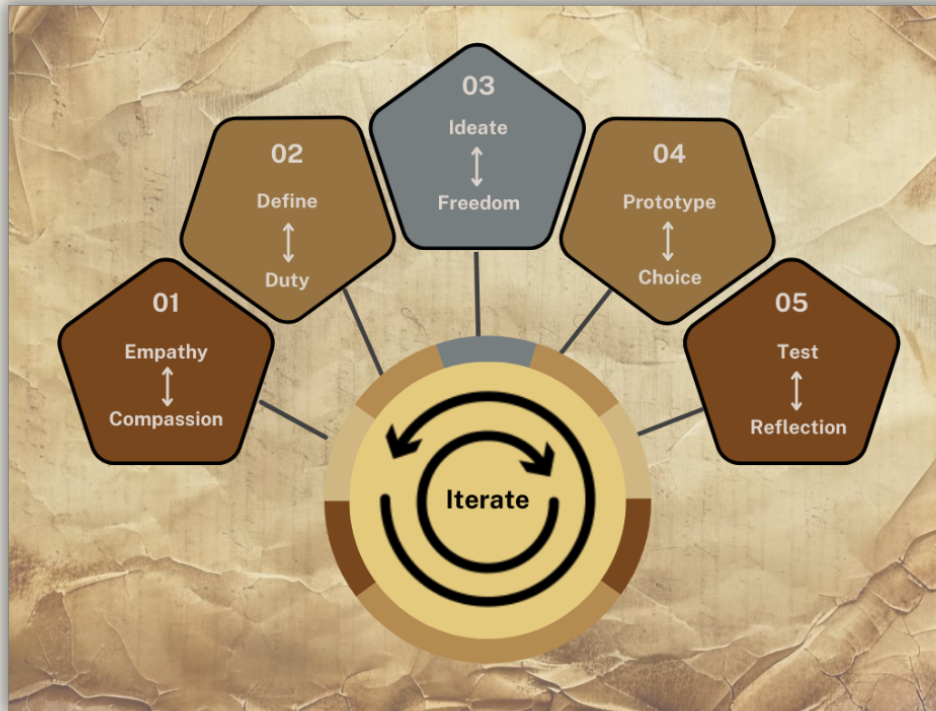 01
Empathy
Compassion
02
Define
Duty
03
Ideate
Freedom
04
Prototype
Choice
05
Test
Reflection
Iterate